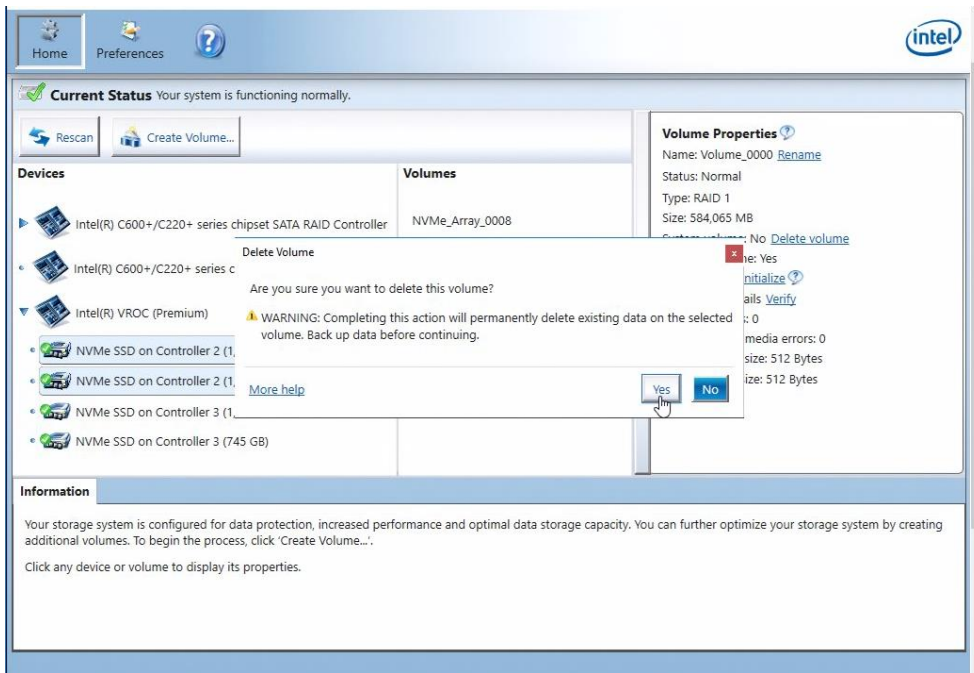 Home
Preferences
?
intel
Current Status Your system is functioning normally.
Rescan
Create Volume...
Devices
Volumes
Intel(R) C600+/C220+ series chipset SATA RAID Controller
NVMe_Array_0008
Intel(R) C600+/C220+ series c
Intel(R) VROC (Premium)
NVMe SSD on Controller 2 (1,
NVMe SSD on Controller 2 (1,
NVMe SSD on Controller 3 (1,
NVMe SSD on Controller 3 (745 GB)
Delete Volume
x
Are you sure you want to delete this volume?
WARNING: Completing this action will permanently delete existing data on the selected
volume. Back up data before continuing.
More help
Yes
No
Volume Properties ?
Name: Volume_0000 Rename
Status: Normal
Type: RAID 1
Size: 584,065 MB
System volume: No Delete volume
me: Yes
nitialize ?
ails Verify
s: 0
media errors: 0
size: 512 Bytes
ize: 512 Bytes
Information
Your storage system is configured for data protection, increased performance and optimal data storage capacity. You can further optimize your storage system by creating
additional volumes. To begin the process, click 'Create Volume...'.
Click any device or volume to display its properties.